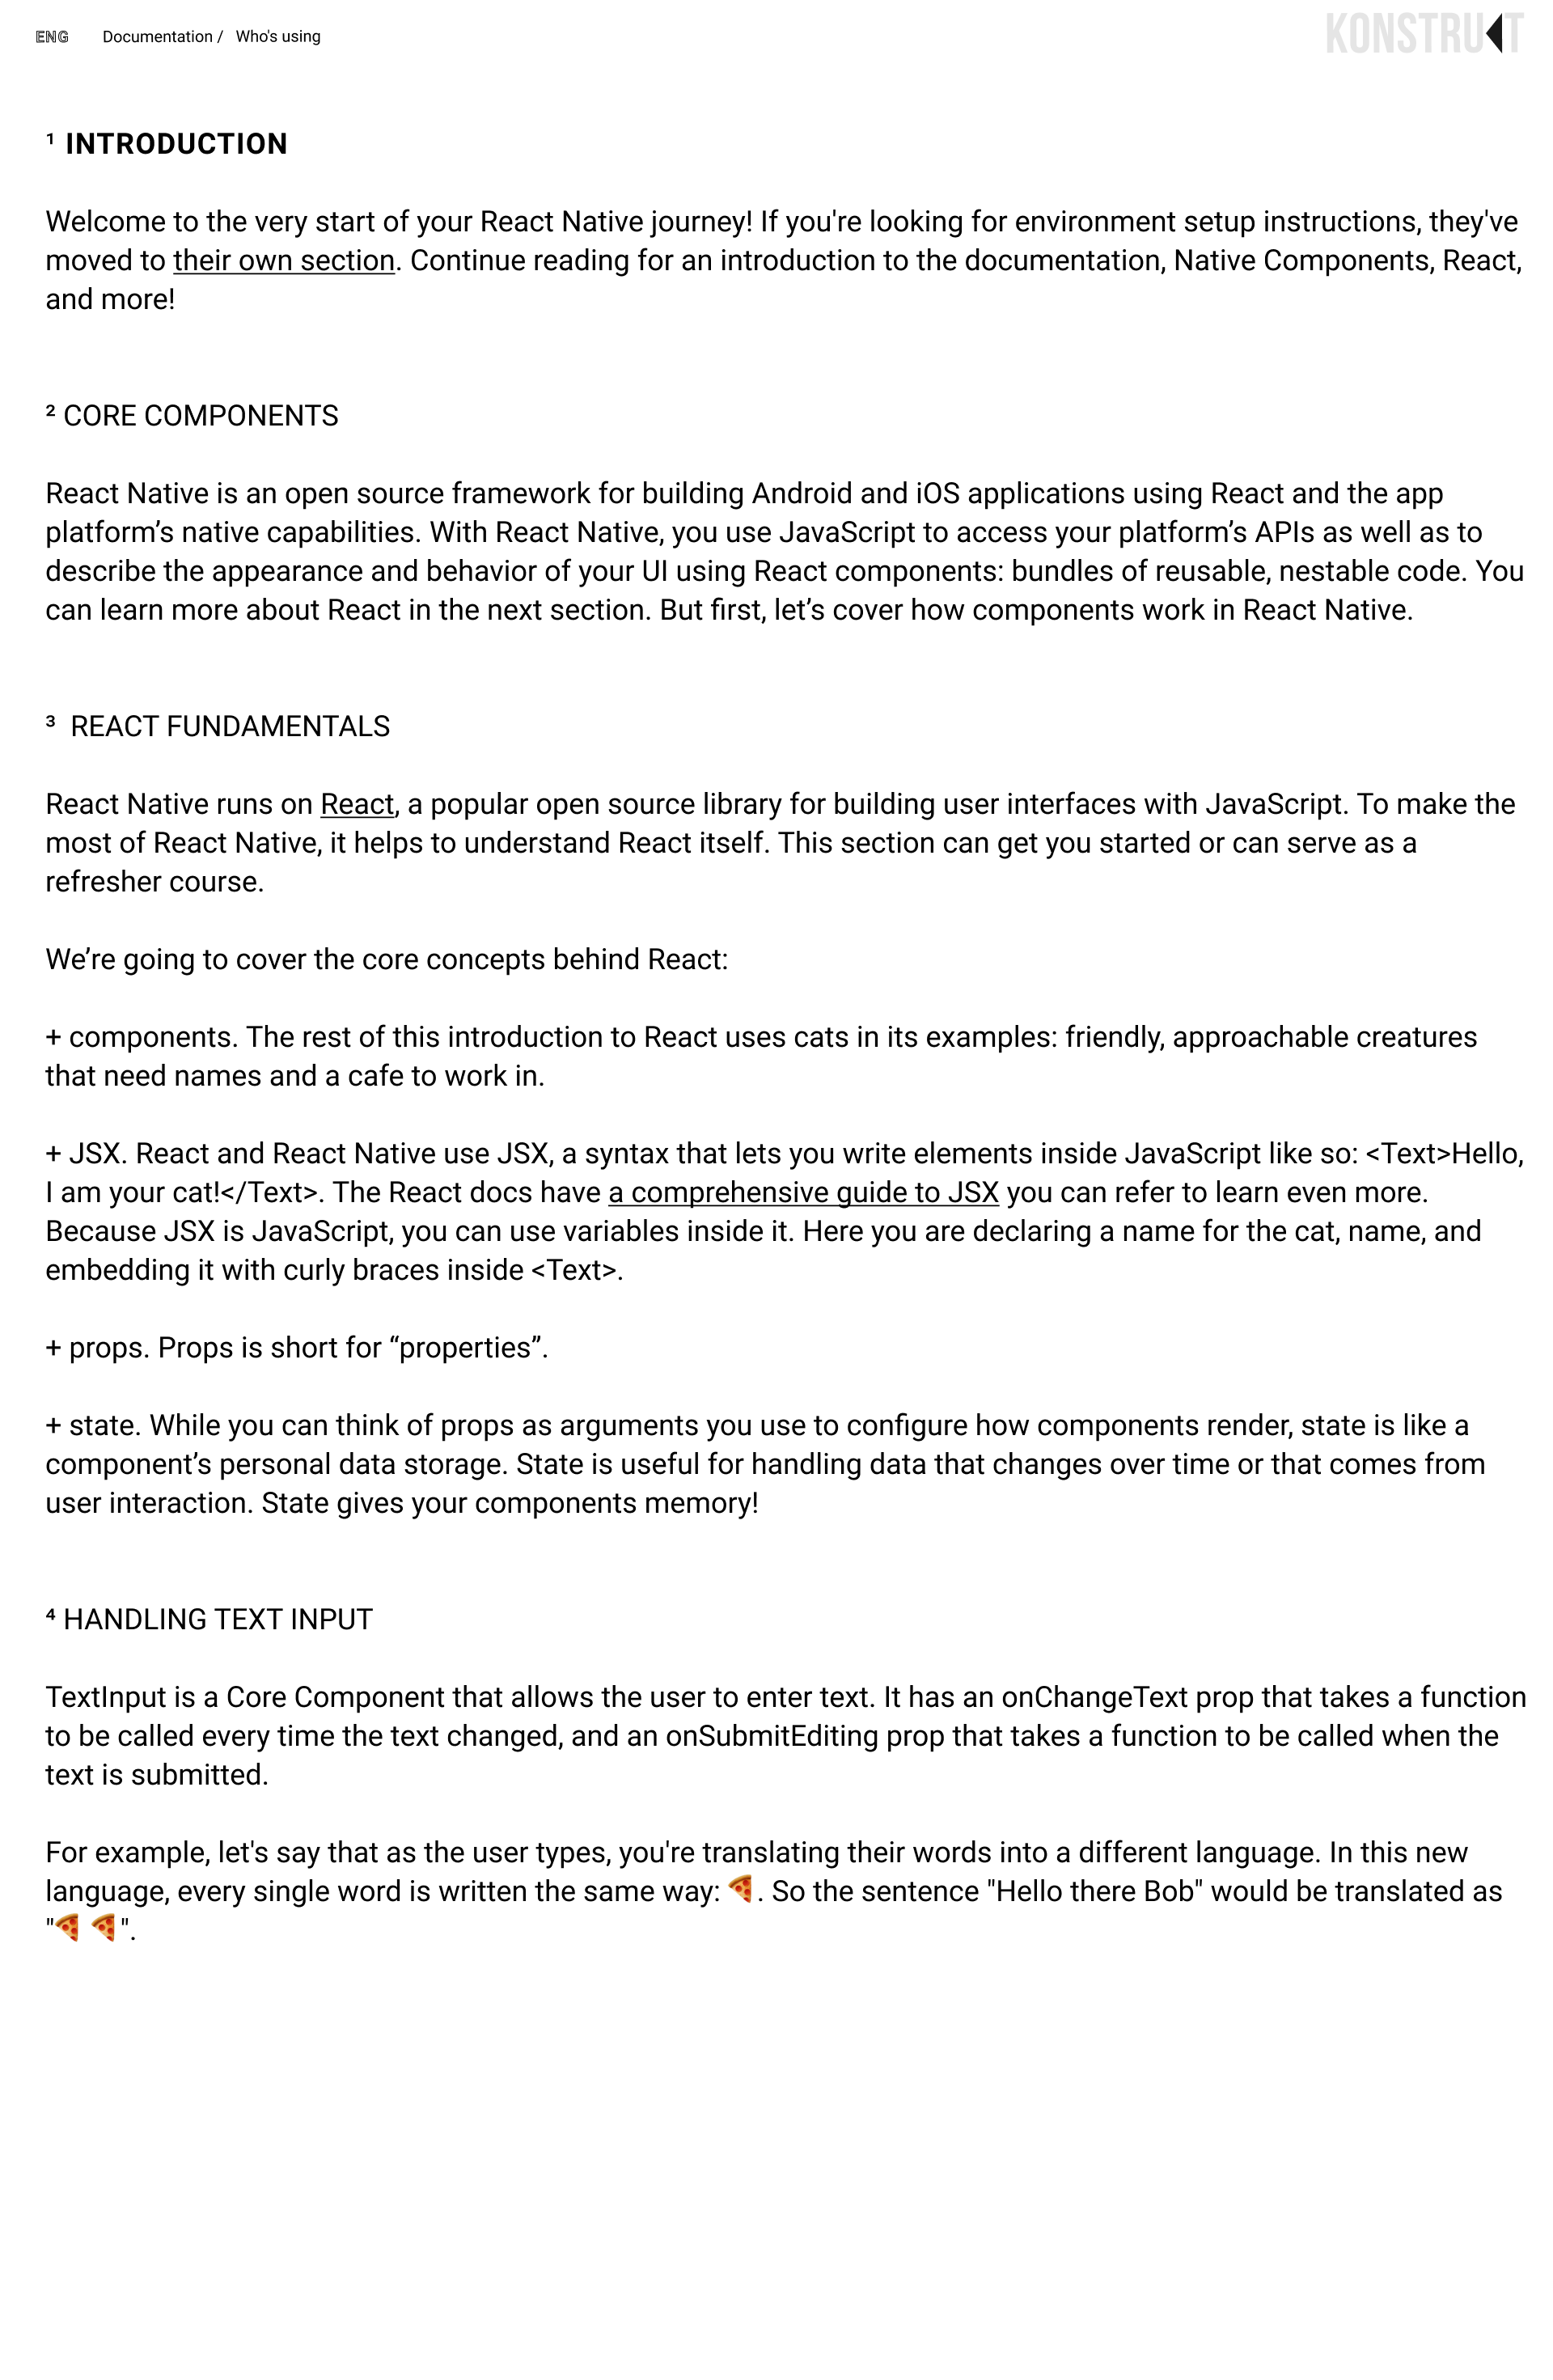 ENG Documentation / Who's using KONSTRUKT
¹ INTRODUCTION
Welcome to the very start of your React Native journey! If you're looking for environment setup instructions, they've
moved to their own section. Continue reading for an introduction to the documentation, Native Components, React,
and more!
² CORE COMPONENTS
React Native is an open source framework for building Android and iOS applications using React and the app
platform’s native capabilities. With React Native, you use JavaScript to access your platform’s APIs as well as to
describe the appearance and behavior of your UI using React components: bundles of reusable, nestable code. You
can learn more about React in the next section. But first, let’s cover how components work in React Native.
³ REACT FUNDAMENTALS
React Native runs on React, a popular open source library for building user interfaces with JavaScript. To make the
most of React Native, it helps to understand React itself. This section can get you started or can serve as a
refresher course.
We’re going to cover the core concepts behind React:
+ components. The rest of this introduction to React uses cats in its examples: friendly, approachable creatures
that need names and a cafe to work in.
+ JSX. React and React Native use JSX, a syntax that lets you write elements inside JavaScript like so: <Text>Hello,
I am your cat!</Text>. The React docs have a comprehensive guide to JSX you can refer to learn even more.
Because JSX is JavaScript, you can use variables inside it. Here you are declaring a name for the cat, name, and
embedding it with curly braces inside <Text>.
+ props. Props is short for “properties”.
+ state. While you can think of props as arguments you use to configure how components render, state is like a
component’s personal data storage. State is useful for handling data that changes over time or that comes from
user interaction. State gives your components memory!
⁴ HANDLING TEXT INPUT
TextInput is a Core Component that allows the user to enter text. It has an onChangeText prop that takes a function
to be called every time the text changed, and an onSubmitEditing prop that takes a function to be called when the
text is submitted.
For example, let's say that as the user types, you're translating their words into a different language. In this new
language, every single word is written the same way: 🍕. So the sentence "Hello there Bob" would be translated as
"🍕 🍕 ".